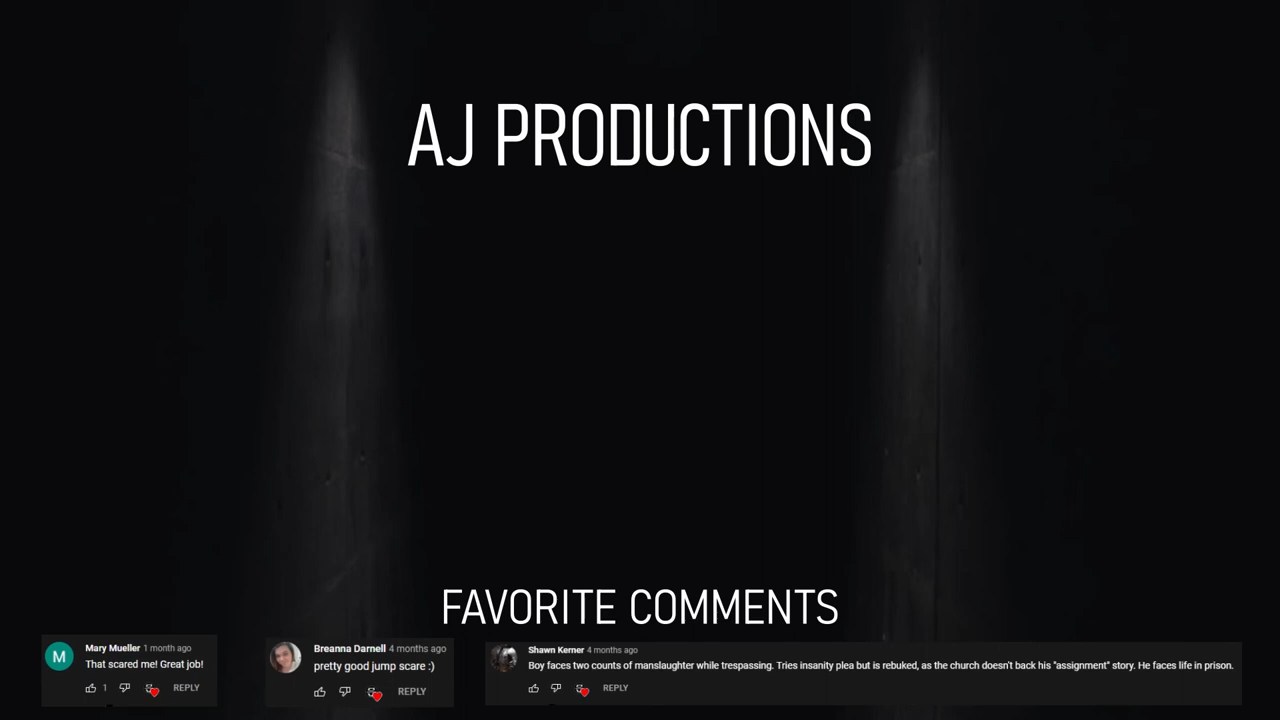 AJ PRODUCTIONS
FAVORITE COMMENTS
Mary Mueller 1 month ago
That scared me! Great job!
1 REPLY
Breanna Darnell 4 months ago
pretty good jump scare :)
REPLY
Shawn Kerner 4 months ago
Boy faces two counts of manslaughter while trespassing. Tries insanity plea but is rebuked, as the church doesn't back his "assignment" story. He faces life in prison.
REPLY
M